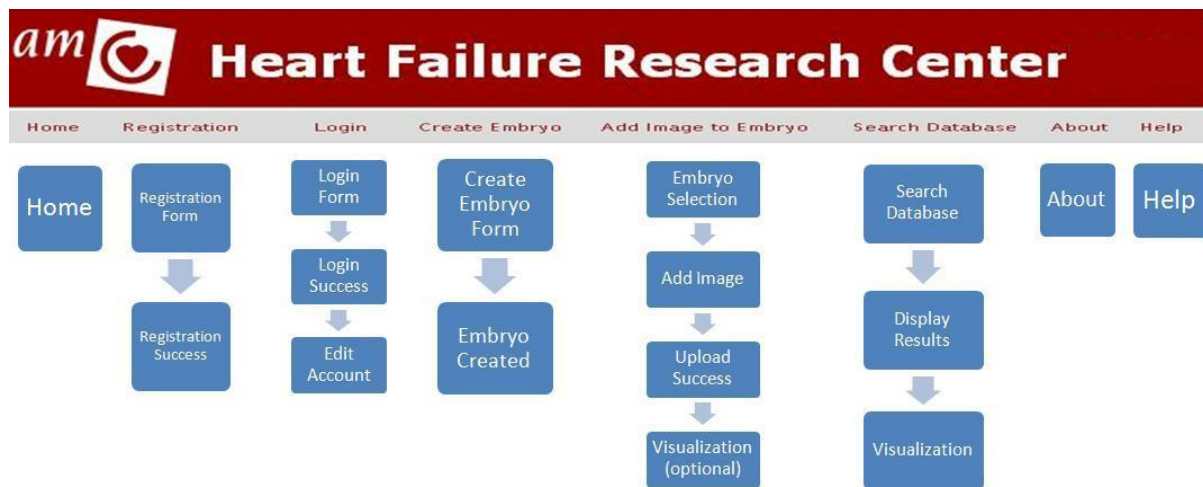 am
Heart Failure Research Center
Home Registration Login Create Embryo Add Image to Embryo Search Database About Help
Home
Registration
Form
Registration
Success
Login
Form
Login
Success
Edit
Account
Create
Embryo
Form
Embryo
Created
Embryo
Selection
Add Image
Upload
Success
Visualization
(optional)
Search
Database
Display
Results
Visualization
About
Help